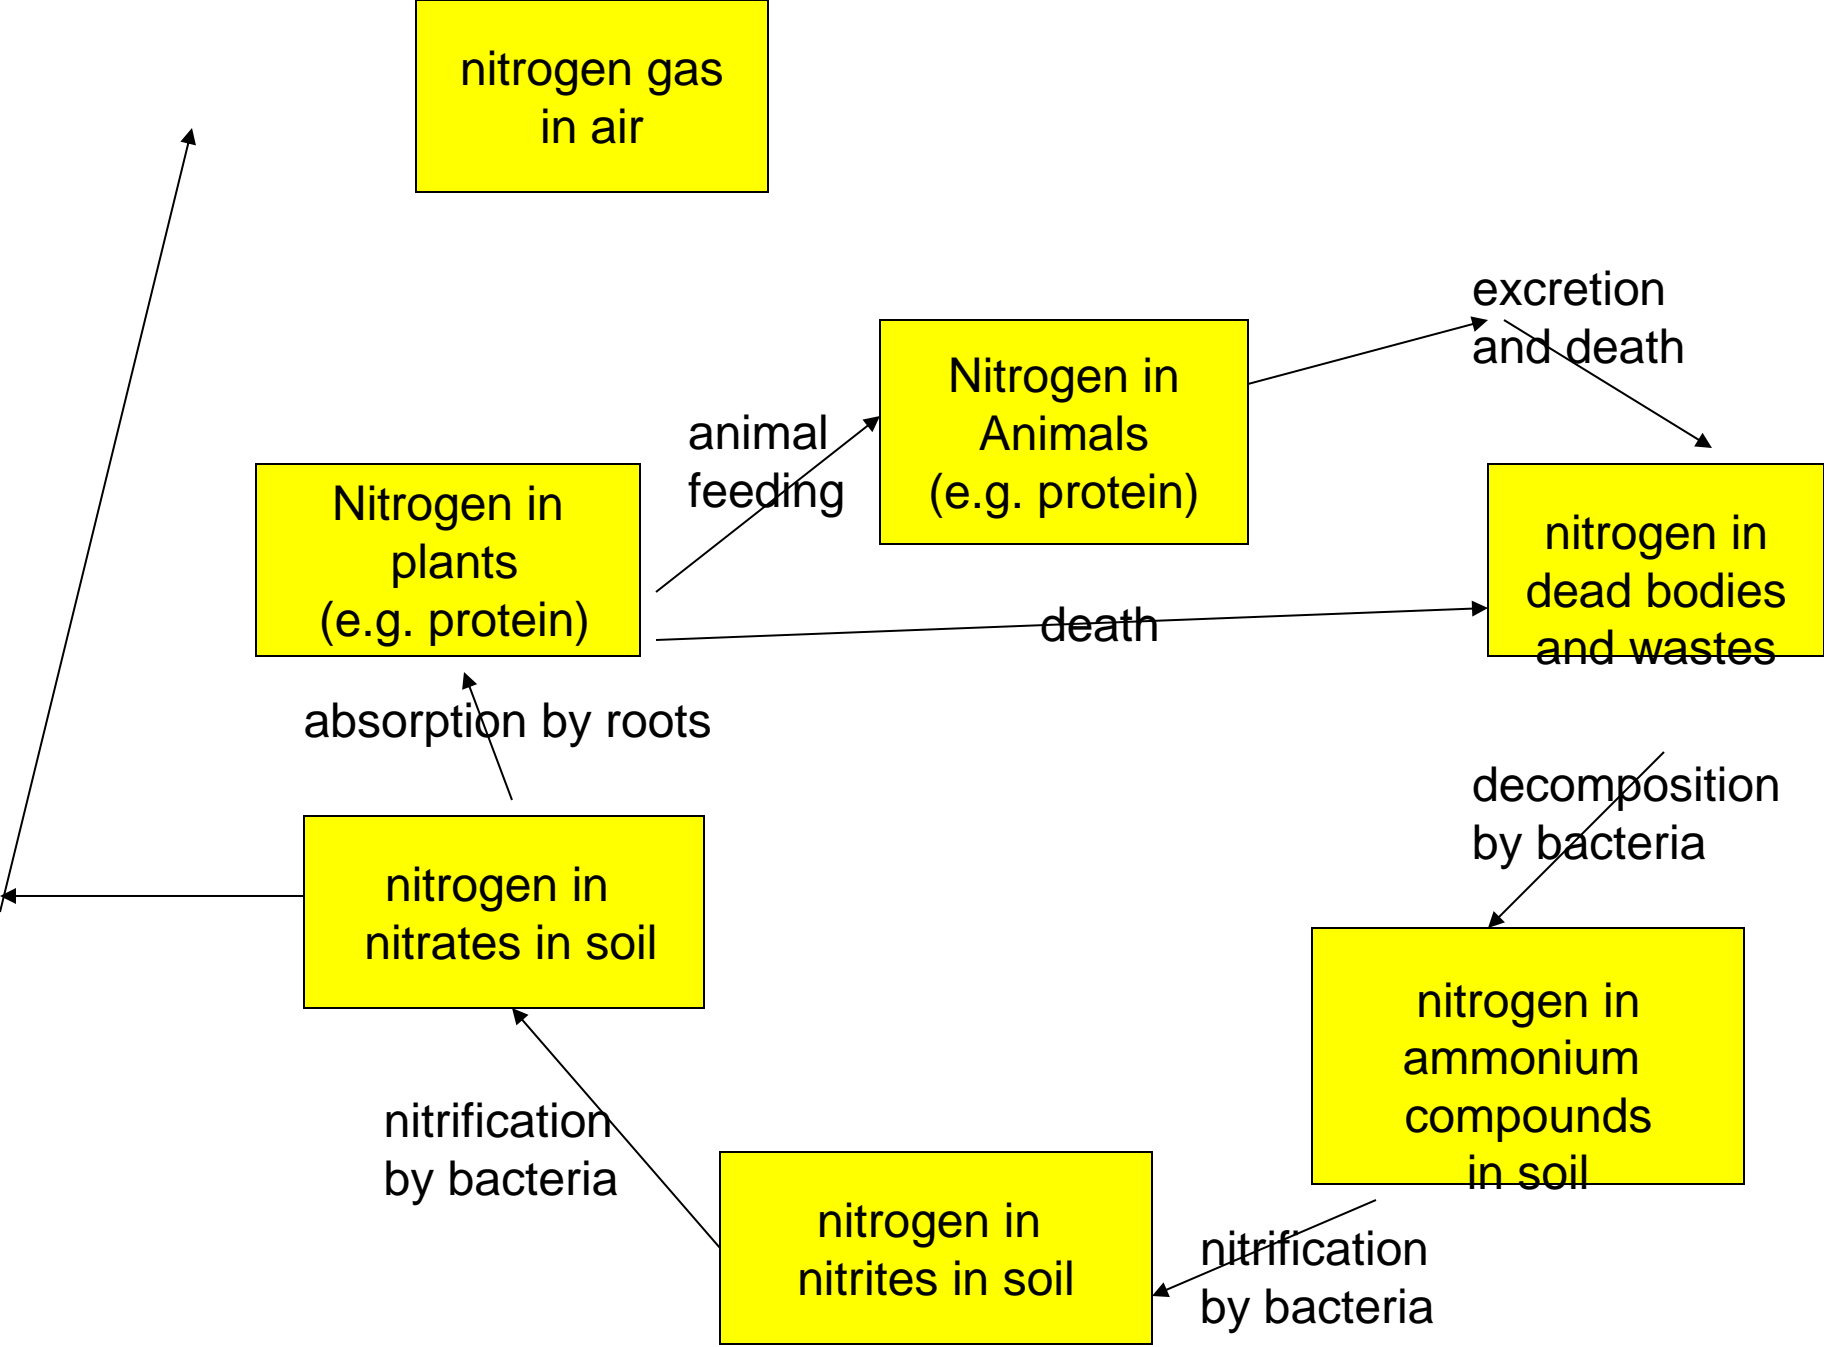 nitrogen gas
in air
excretion
and death
Nitrogen in
Animals
(e.g. protein)
animal
feeding
Nitrogen in
plants
(e.g. protein)
nitrogen in
dead bodies
and wastes
death
absorption by roots
decomposition
by bacteria
nitrogen in
nitrates in soil
nitrogen in
ammonium
compounds
in soil
nitrification
by bacteria
nitrogen in
nitrites in soil
nitrification
by bacteria